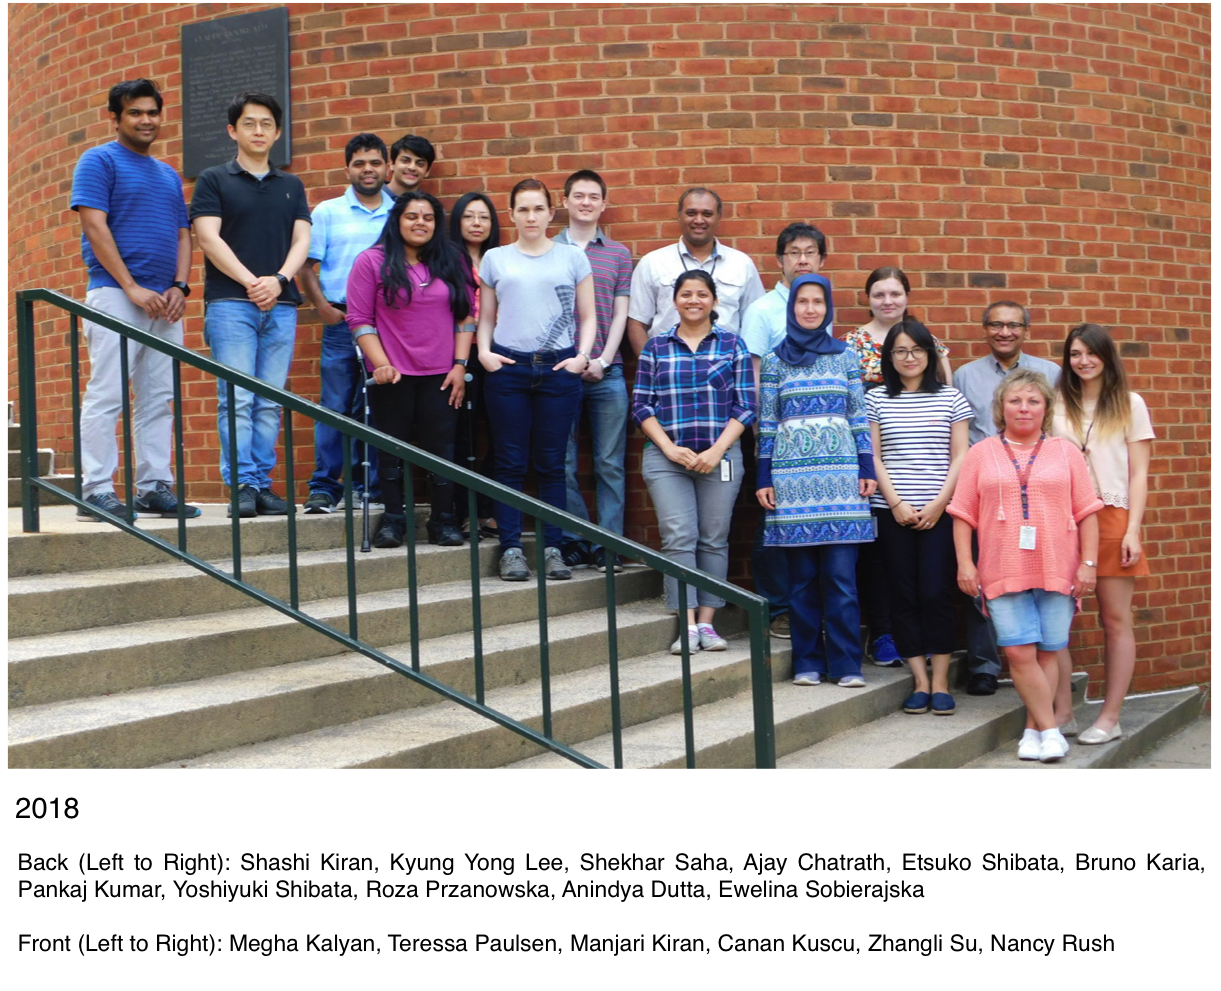 2018
Back (Left to Right): Shashi Kiran, Kyung Yong Lee, Shekhar Saha, Ajay Chatrath, Etsuko Shibata, Bruno Karia,
Pankaj Kumar, Yoshiyuki Shibata, Roza Przanowska, Anindya Dutta, Ewelina Sobierajska
Front (Left to Right): Megha Kalyan, Teressa Paulsen, Manjari Kiran, Canan Kuscu, Zhangli Su, Nancy Rush